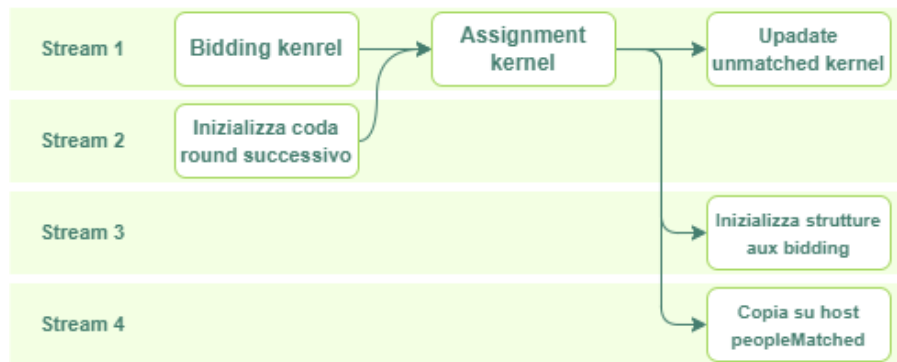 Stream 1
Bidding kenrel
Assignment
kernel
Upadate
unmatched kernel
Stream 2
Inizializza coda
round successivo
Stream 3
Inizializza strutture
aux bidding
Stream 4
Copia su host
peopleMatched